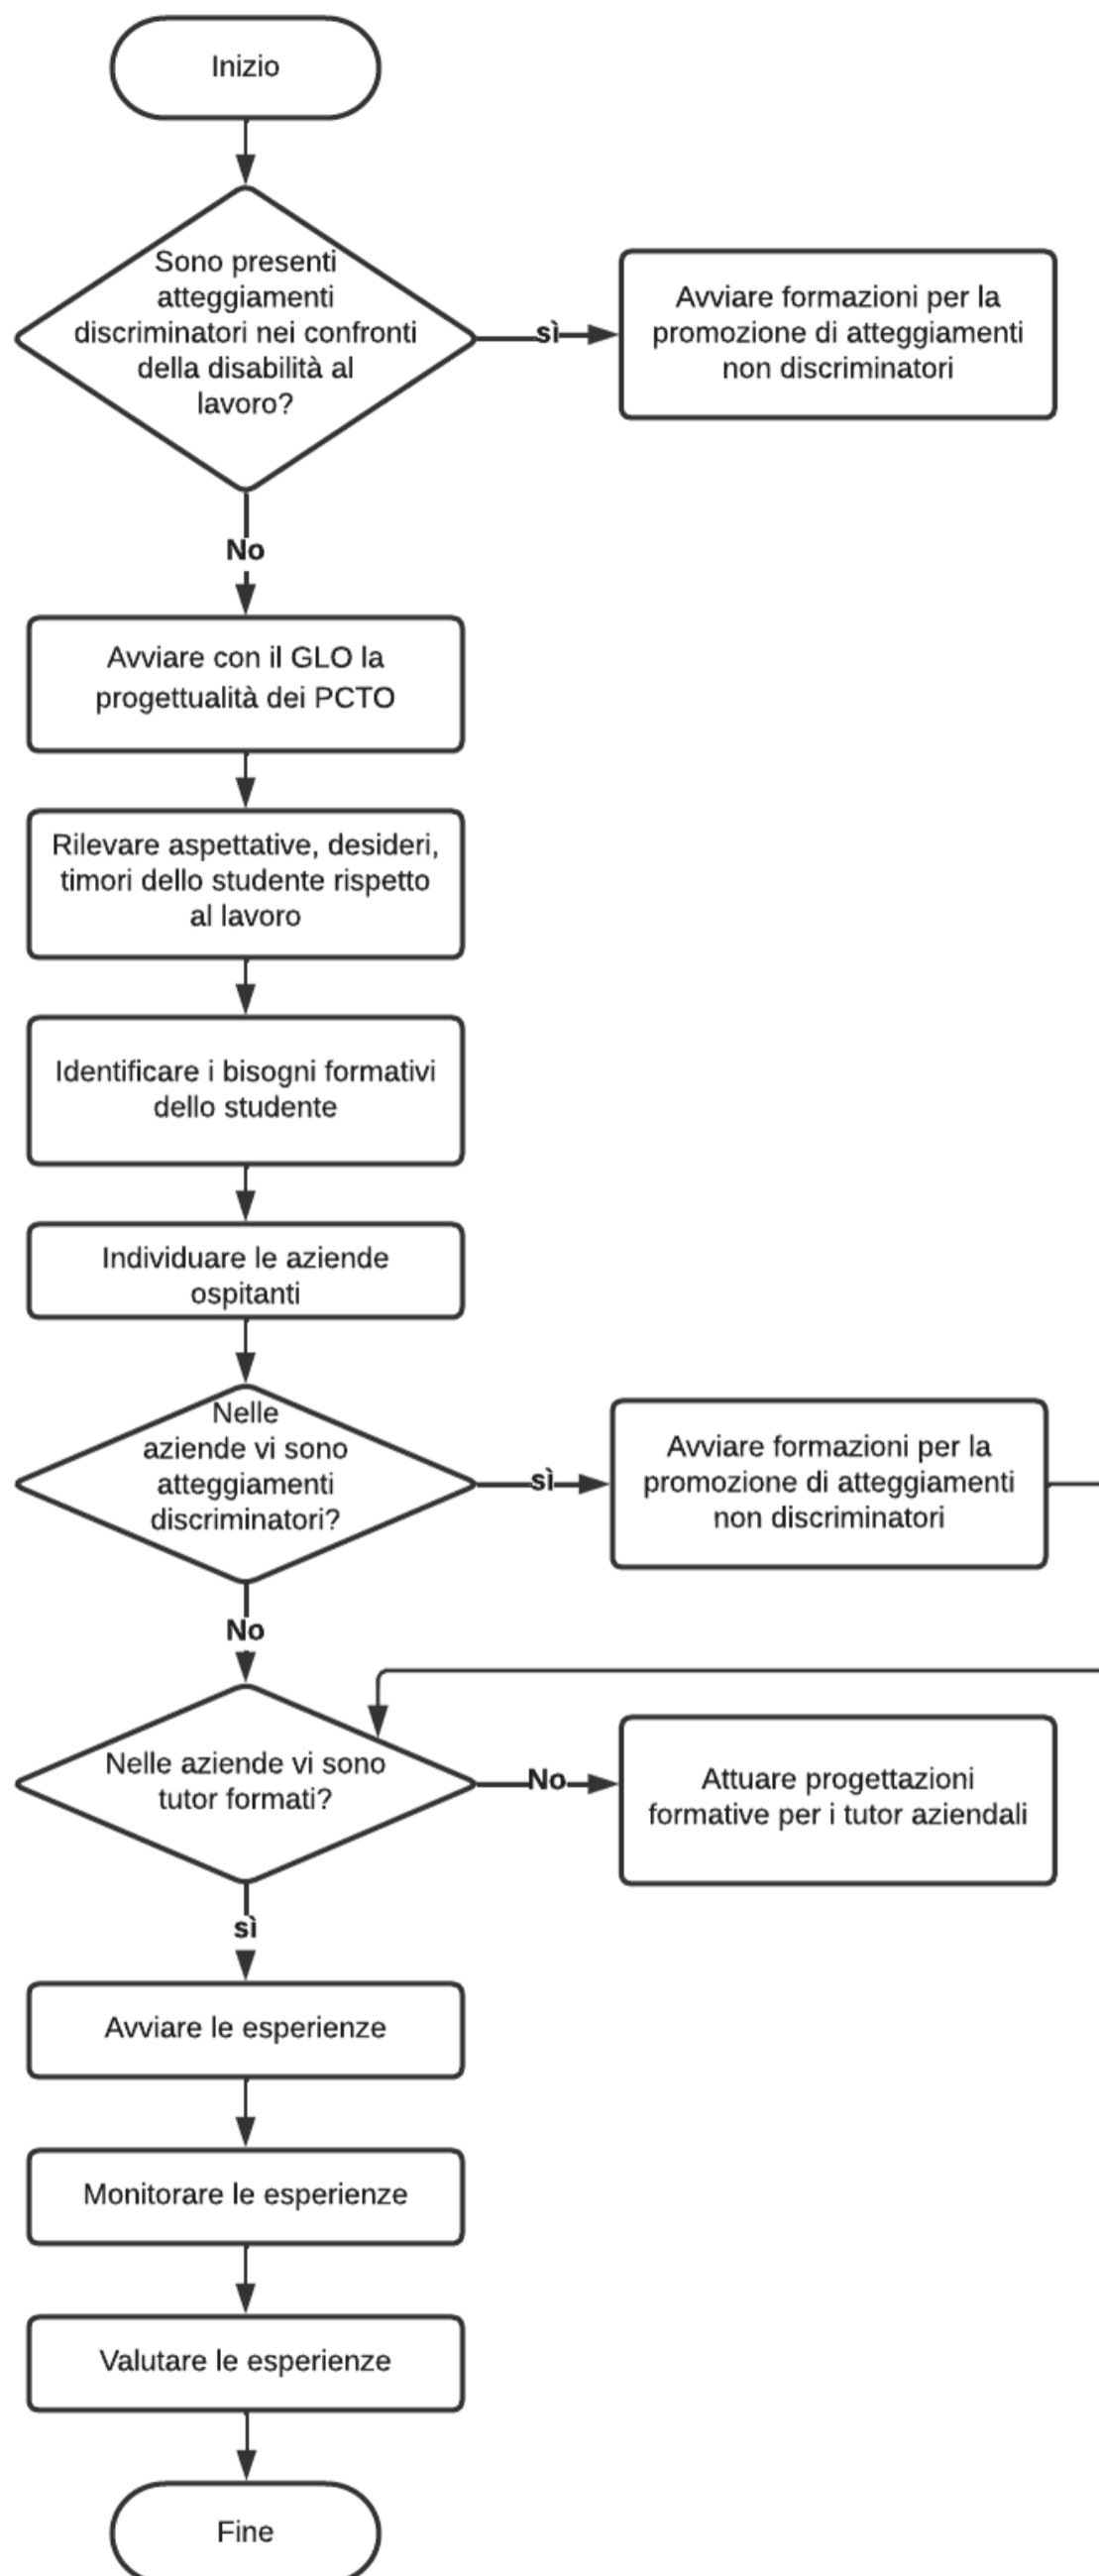 Inizio
Sono presenti
atteggiamenti
discriminatori nei confronti
della disabilità al
lavoro?
sì
Avviare formazioni per la
promozione di atteggiamenti
non discriminatori
No
Avviare con il GLO la
progettualità dei PCTO
Rilevare aspettative, desideri,
timori dello studente rispetto
al lavoro
Identificare i bisogni formativi
dello studente
Individuare le aziende
ospitanti
Nelle
aziende vi sono
atteggiamenti
discriminatori?
sì
Avviare formazioni per la
promozione di atteggiamenti
non discriminatori
No
Nelle aziende vi sono
tutor formati?
No
Attuare progettazioni
formative per i tutor aziendali
sì
Avviare le esperienze
Monitorare le esperienze
Valutare le esperienze
Fine